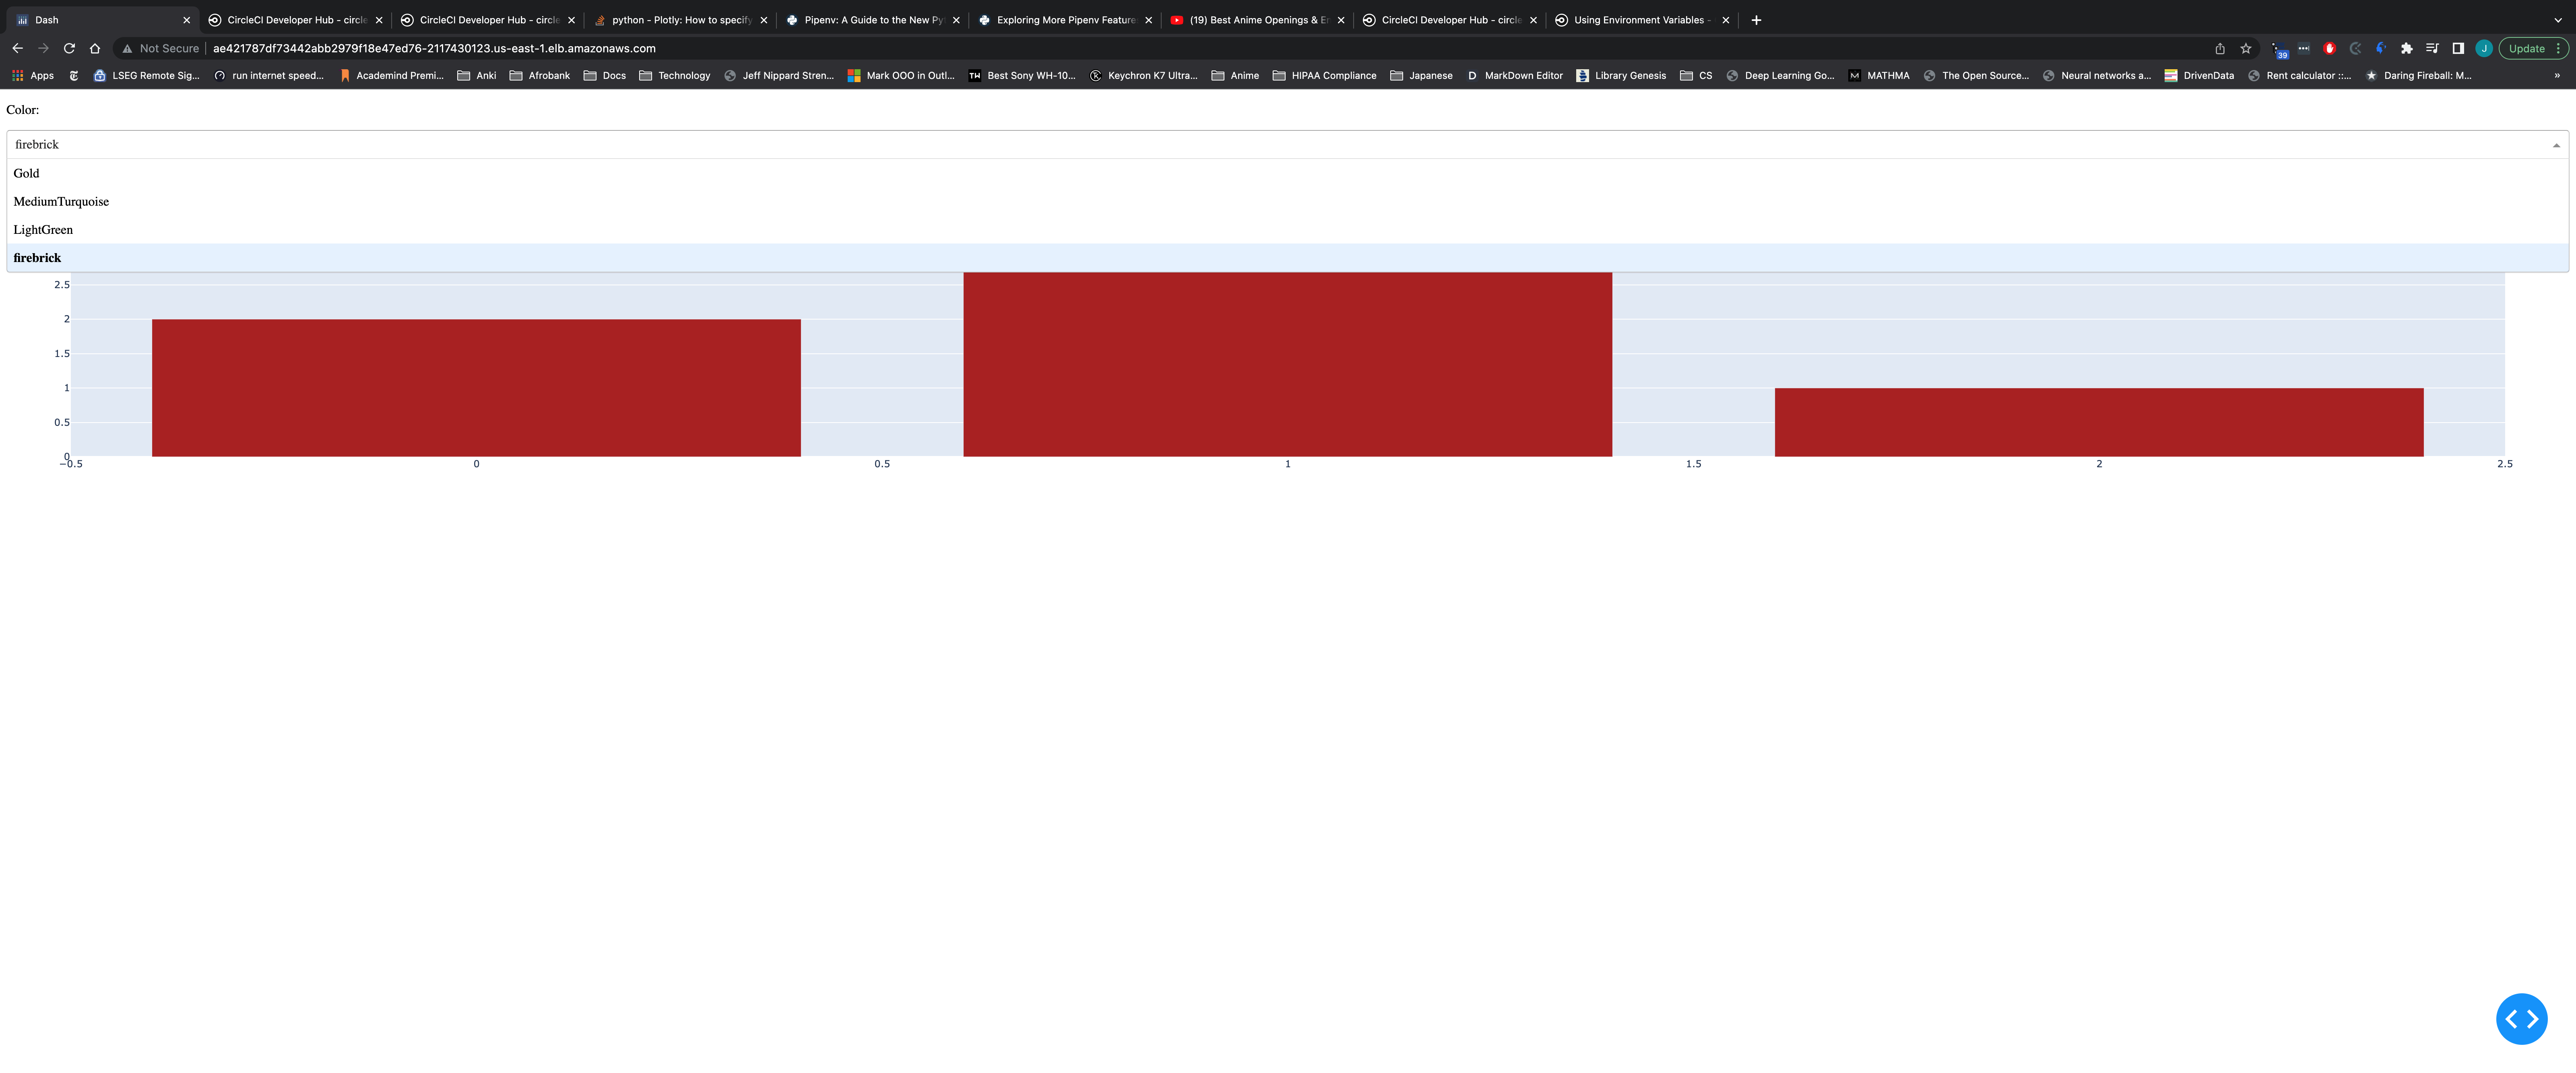 Dash
CircleCI Developer Hub - circle
CircleCI Developer Hub - circle
python - Plotly: How to specify
Pipenv: A Guide to the New Py
Exploring More Pipenv Feature
(19) Best Anime Openings & En
CircleCI Developer Hub - circle
Using Environment Variables -
Not Secure ae421787df73442abb2979f18e47ed76-2117430123.us-east-1.elb.amazonaws.com
39
J
Update
Apps
LSEG Remote Sig...
run internet speed...
Academind Premi...
Anki
Afrobank
Docs
Technology
Jeff Nippard Stren...
Mark OOO in Outl...
TW
Best Sony WH-10...
Keychron K7 Ultra...
Anime
HIPAA Compliance
Japanese
D
MarkDown Editor
Library Genesis
CS
Deep Learning Go...
M
MATHMA
The Open Source...
Neural networks a...
DrivenData
Rent calculator ::...
Daring Fireball: M...
»
Color:
firebrick
Gold
MediumTurquoise
LightGreen
firebrick
2.5
2
1.5
1
0.5
0
−0.5 0 0.5 1 1.5 2 2.5